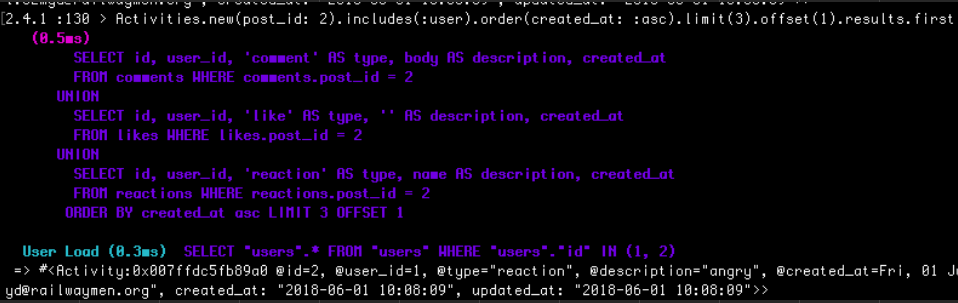 [2.4.1 :130 > Activities.new(post_id: 2).includes(:user).order(created_at: :asc).limit(3).offset(1).results.first
(0.5ms)
SELECT id, user_id, 'comment' AS type, body AS description, created_at
FROM comments WHERE comments.post_id = 2
UNION
SELECT id, user_id, 'like' AS type, '' AS description, created_at
FROM likes WHERE likes.post_id = 2
UNION
SELECT id, user_id, 'reaction' AS type, name AS description, created_at
FROM reactions WHERE reactions.post_id = 2
ORDER BY created_at asc LIMIT 3 OFFSET 1
User Load (0.3ms) SELECT "users".* FROM "users" WHERE "users"."id" IN (1, 2)
=> #<Activity:0x007ffdc5fb89a0 @id=2, @user_id=1, @type="reaction", @description="angry", @created_at=Fri, 01 Ju
yd@railwaymen.org", created_at: "2018-06-01 10:08:09", updated_at: "2018-06-01 10:08:09">>